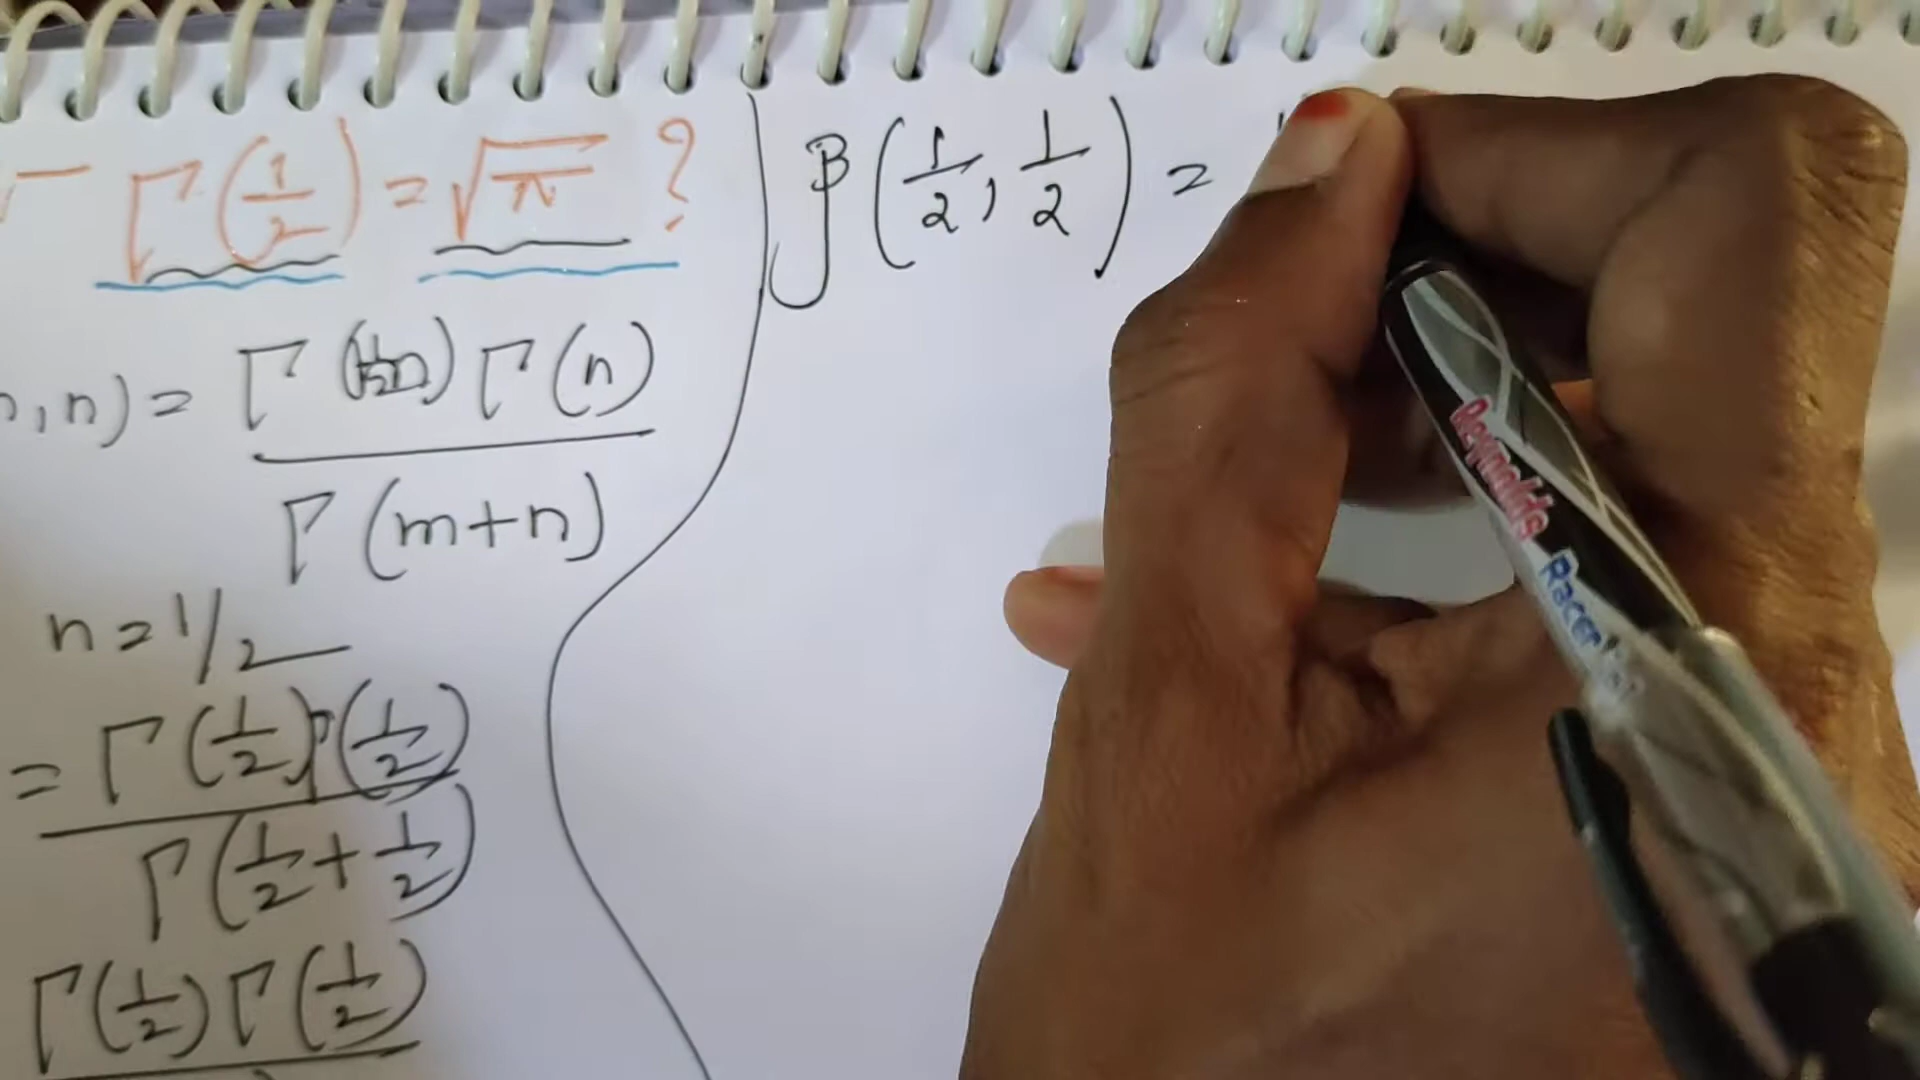 Γ(1/2) = √π ?
, n) = Γ(m) Γ(n) / Γ(m+n)
n = 1/2
= Γ(1/2) Γ(1/2) / Γ(1/2 + 1/2)
Γ(1/2) Γ(1/2)
β(1/2, 1/2) =
Reynolds Racer